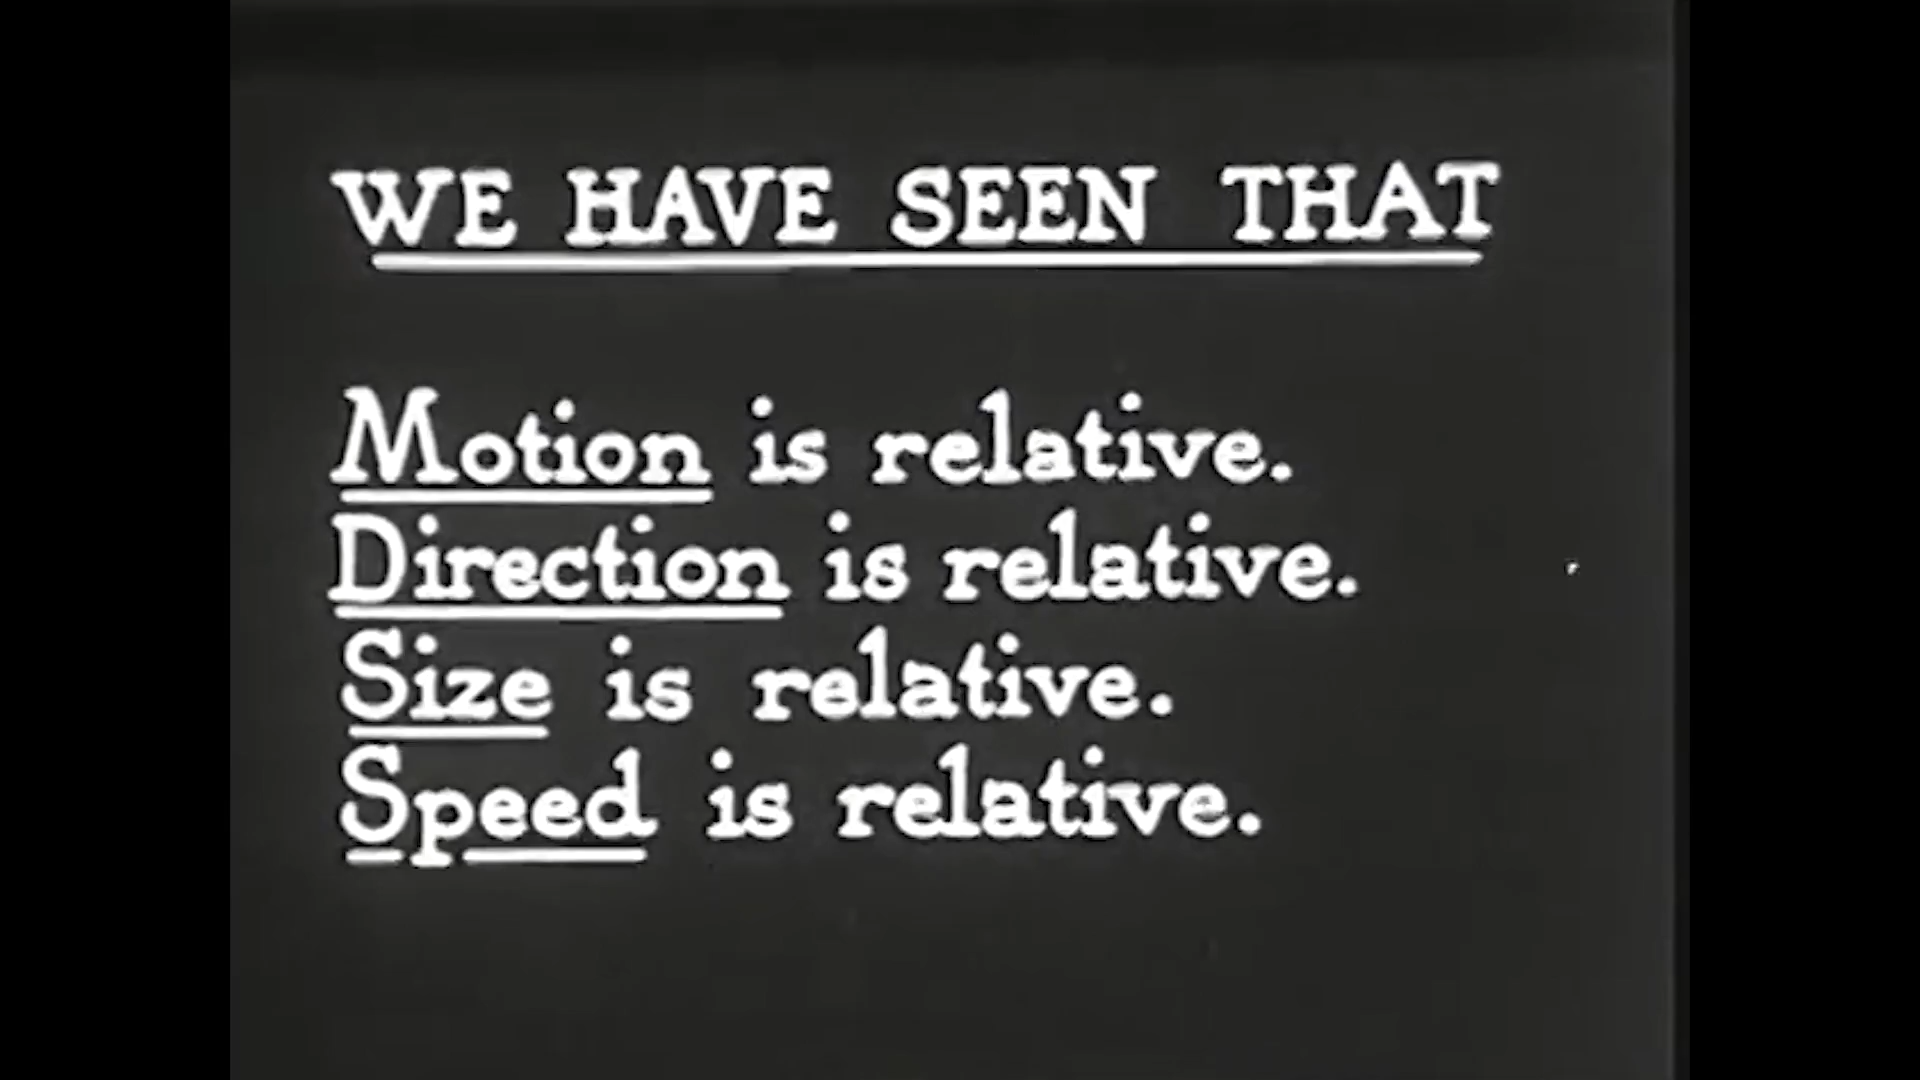 WE HAVE SEEN THAT
Motion is relative.
Direction is relative.
Size is relative.
Speed is relative.